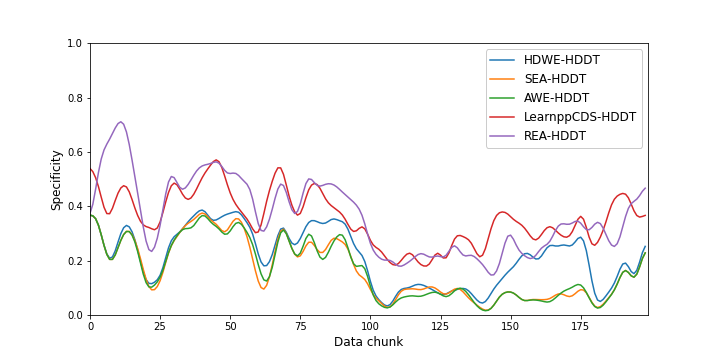 1.0
0.8
0.6
0.4
0.2
0.0
Specificity
HDWE-HDDT
SEA-HDDT
AWE-HDDT
LearnppCDS-HDDT
REA-HDDT
0 25 50 75 100 125 150 175
Data chunk